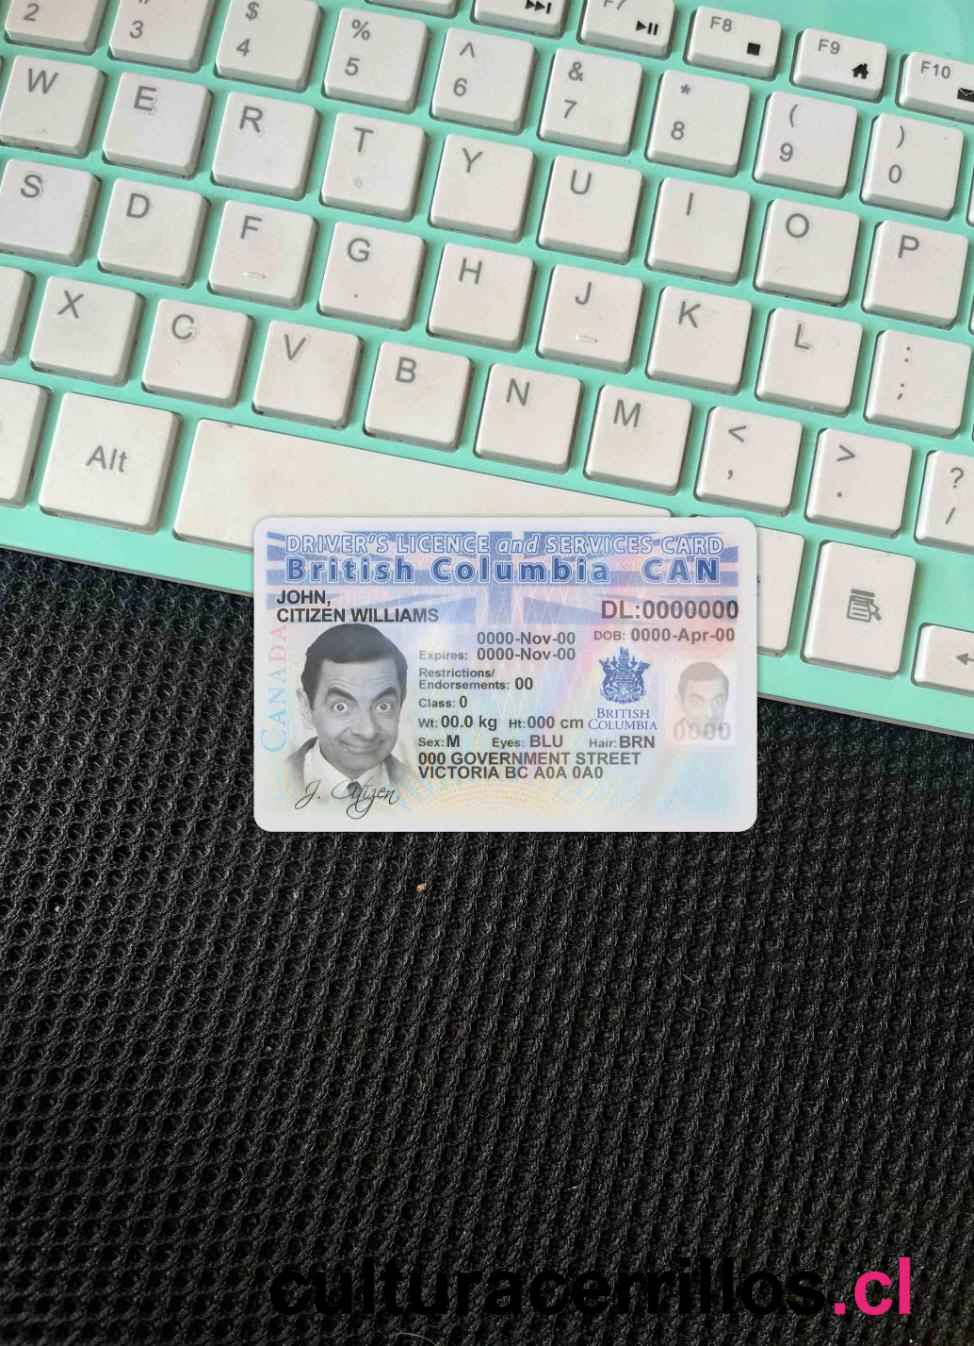 F7
F8
F9
F10
2
3
$
4
%
5
^
6
&
7
*
8
(
9
)
0
W
E
R
T
Y
U
I
O
P
S
D
F
G
H
J
K
L
:
;
X
C
V
B
N
M
<
,
>
.
?
/
Alt
DRIVER'S LICENCE and SERVICES CARD
British Columbia CAN
JOHN,
CITIZEN WILLIAMS
DL:0000000
0000-Nov-00
DOB: 0000-Apr-00
Expires: 0000-Nov-00
Restrictions/
Endorsements: 00
Class: 0
Wt: 00.0 kg Ht: 000 cm
Sex: M Eyes: BLU Hair: BRN
000 GOVERNMENT STREET
VICTORIA BC A0A 0A0
BRITISH
COLUMBIA
0000
CANADA
J. Citizen
culturacerrillos.cl